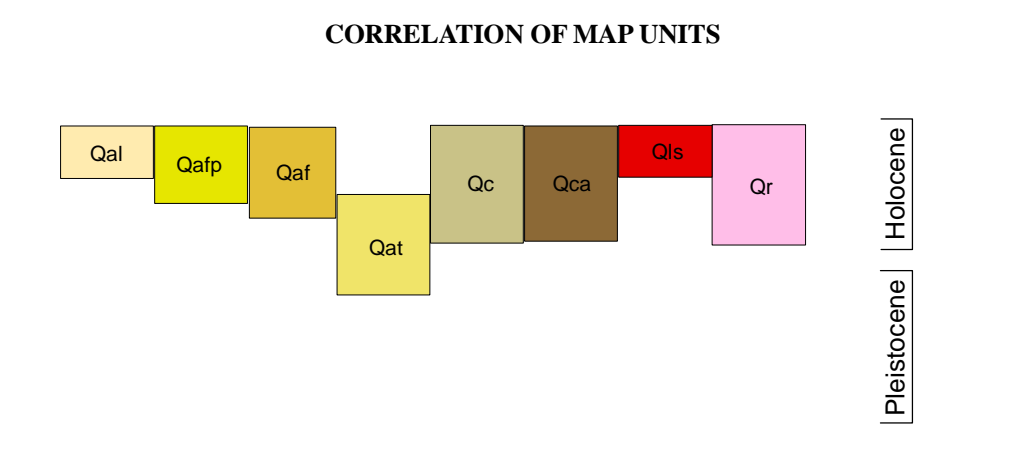 CORRELATION OF MAP UNITS
Qal
Qafp
Qaf
Qat
Qc
Qca
Qls
Qr
Holocene
Pleistocene